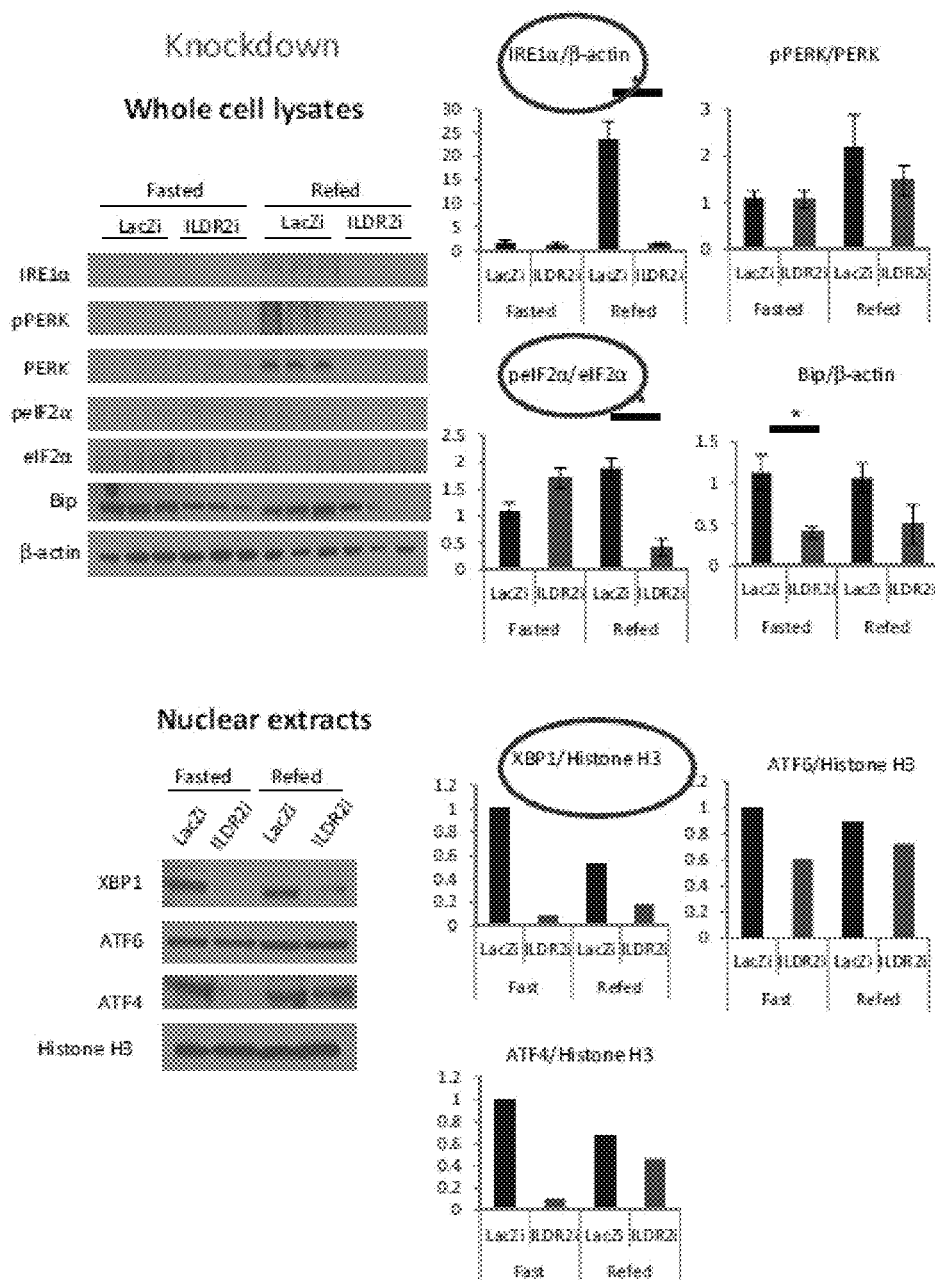 Knockdown
Whole cell lysates
Fasted Refed
LacZi ILDR2i LacZi ILDR2i
IRE1α
pPERK
PERK
peIF2α
eIF2α
Bip
β-actin
IRE1α/β-actin
*
30
25
20
15
10
5
0
LacZi ILDR2i LacZi ILDR2i
Fasted Refed
pPERK/PERK
3
2
1
0
LacZi ILDR2i LacZi ILDR2i
Fasted Refed
peIF2α/eIF2α
*
2.5
2
1.5
1
0.5
0
LacZi ILDR2i LacZi ILDR2i
Fasted Refed
Bip/β-actin
*
1.5
1
0.5
0
LacZi ILDR2i LacZi ILDR2i
Fasted Refed
Nuclear extracts
Fasted Refed
LacZi ILDR2i LacZi ILDR2i
XBP1
ATF6
ATF4
Histone H3
XBP1/Histone H3
1.2
1
0.8
0.6
0.4
0.2
0
LacZi ILDR2i LacZi ILDR2i
Fast Refed
ATF6/Histone H3
.2
1
0.8
0.6
0.4
0.2
0
LacZi ILDR2i LacZi ILDR2i
Fast Refed
ATF4/Histone H3
1.2
1
0.8
0.6
0.4
0.2
0
LacZi ILDR2i LacZi ILDR2i
Fast Refed